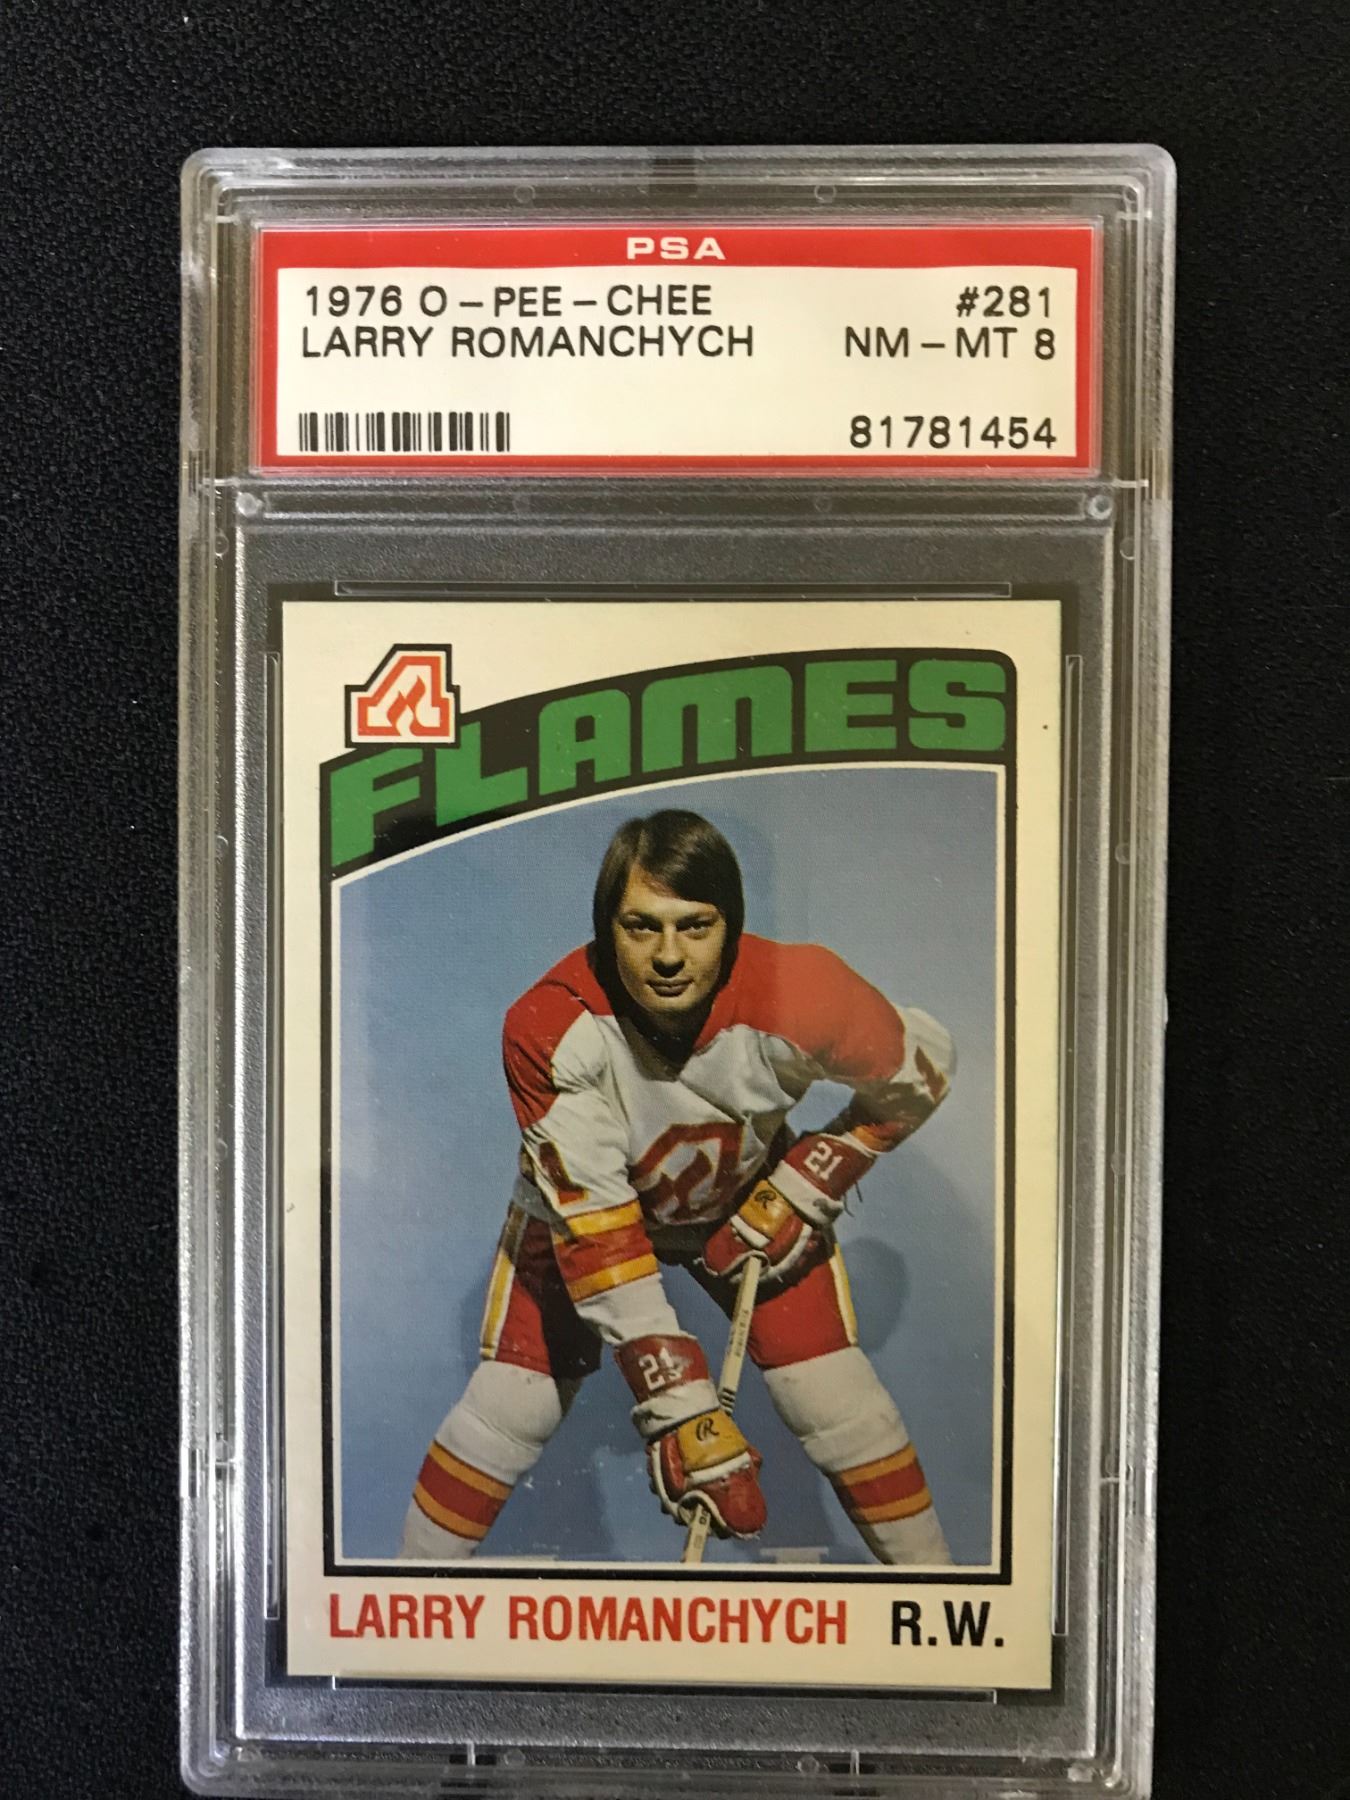 PSA
1976 O-PEE-CHEE #281
LARRY ROMANCHYCH NM-MT 8
81781454
FLAMES
21
21
LARRY ROMANCHYCH R.W.